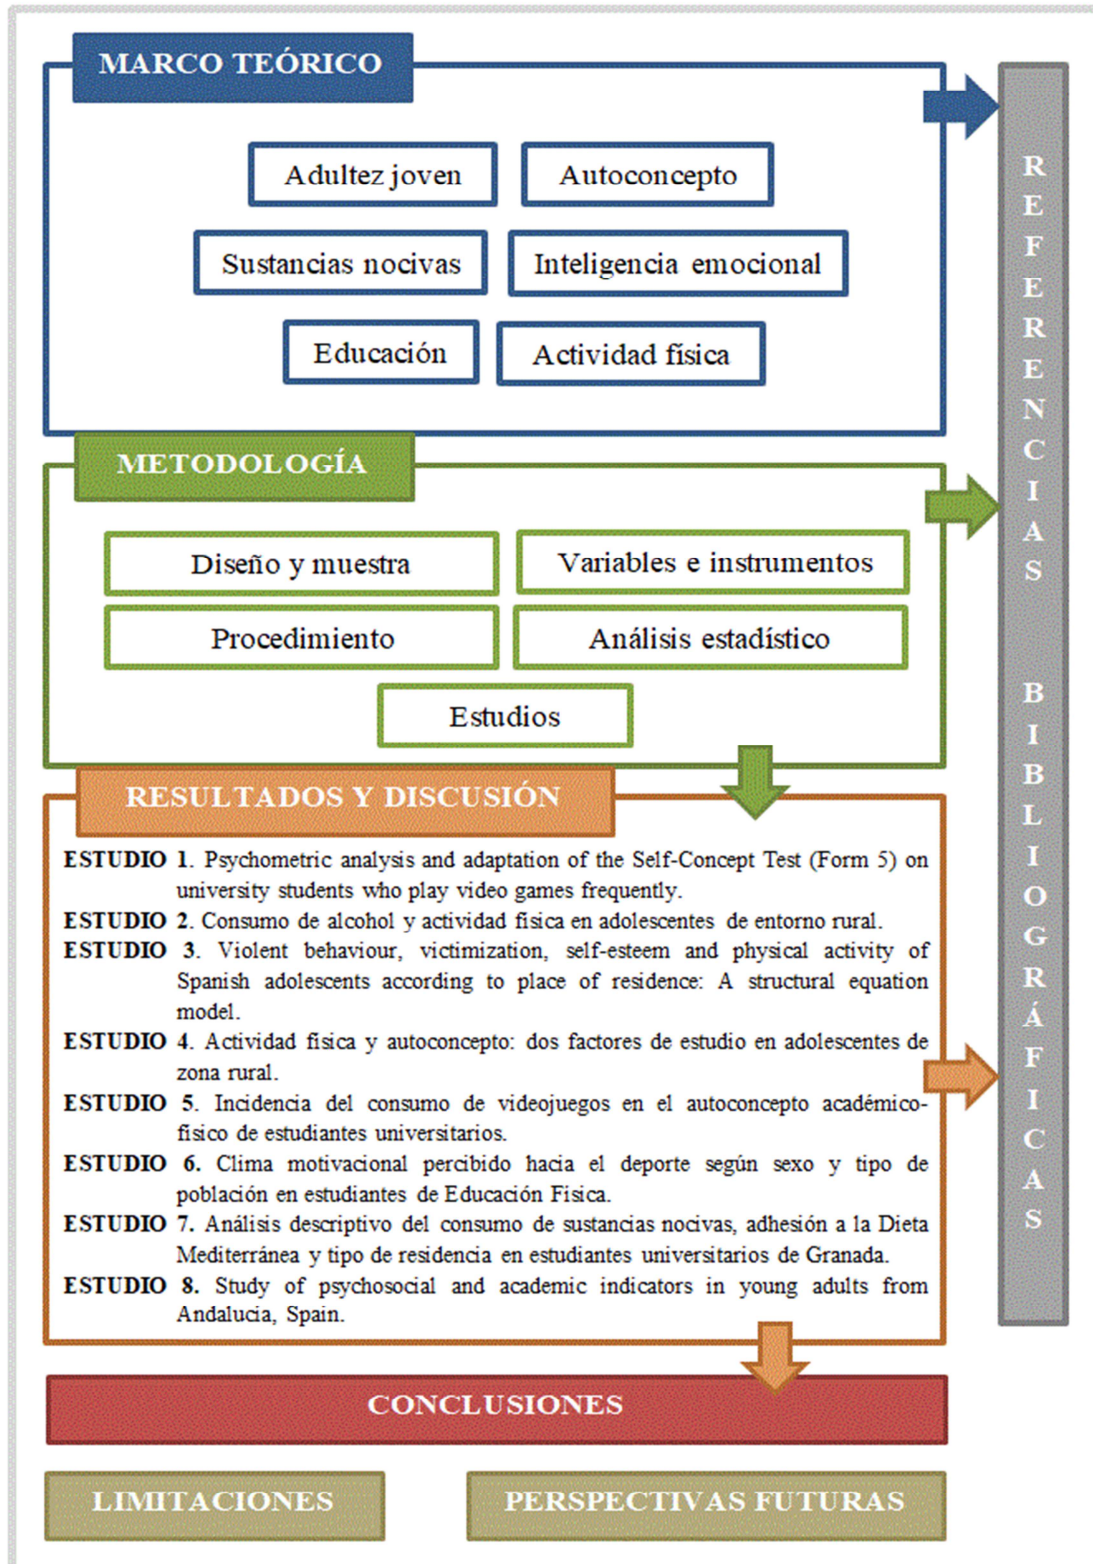 MARCO TEÓRICO
Adultez joven
Autoconcepto
Sustancias nocivas
Inteligencia emocional
Educación
Actividad física
METODOLOGÍA
Diseño y muestra
Variables e instrumentos
Procedimiento
Análisis estadístico
Estudios
RESULTADOS Y DISCUSIÓN
ESTUDIO 1. Psychometric analysis and adaptation of the Self-Concept Test (Form 5) on
university students who play video games frequently.
ESTUDIO 2. Consumo de alcohol y actividad física en adolescentes de entorno rural.
ESTUDIO 3. Violent behaviour, victimization, self-esteem and physical activity of
Spanish adolescents according to place of residence: A structural equation
model.
ESTUDIO 4. Actividad física y autoconcepto: dos factores de estudio en adolescentes de
zona rural.
ESTUDIO 5. Incidencia del consumo de videojuegos en el autoconcepto académico-
físico de estudiantes universitarios.
ESTUDIO 6. Clima motivacional percibido hacia el deporte según sexo y tipo de
población en estudiantes de Educación Física.
ESTUDIO 7. Análisis descriptivo del consumo de sustancias nocivas, adhesión a la Dieta
Mediterránea y tipo de residencia en estudiantes universitarios de Granada.
ESTUDIO 8. Study of psychosocial and academic indicators in young adults from
Andalucia, Spain.
CONCLUSIONES
LIMITACIONES
PERSPECTIVAS FUTURAS
REFERENCIAS BIBLIOGRÁFICAS